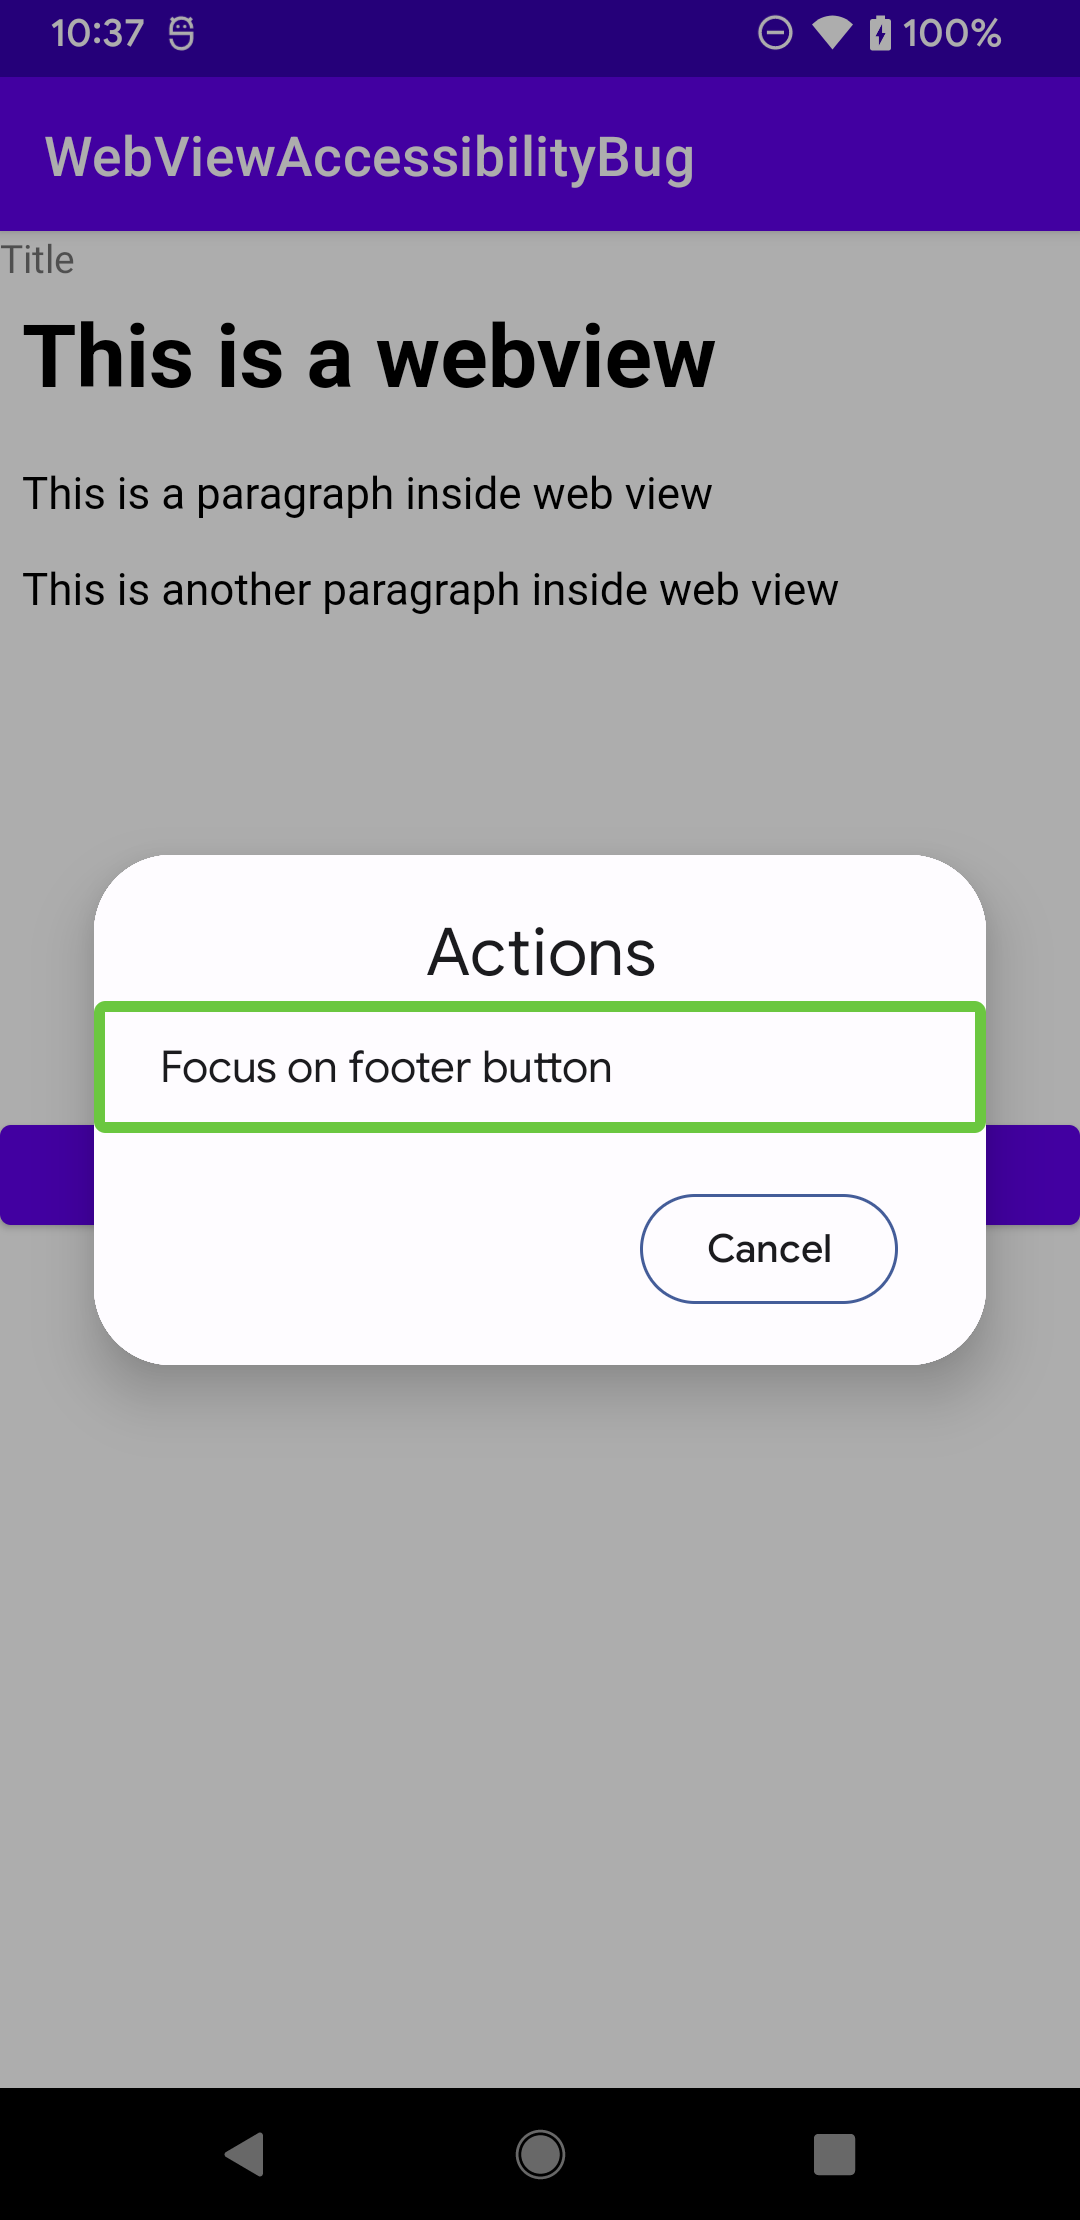 10:37 100%
WebViewAccessibilityBug
Title
This is a webview
This is a paragraph inside web view
This is another paragraph inside web view
Actions
Focus on footer button
Cancel